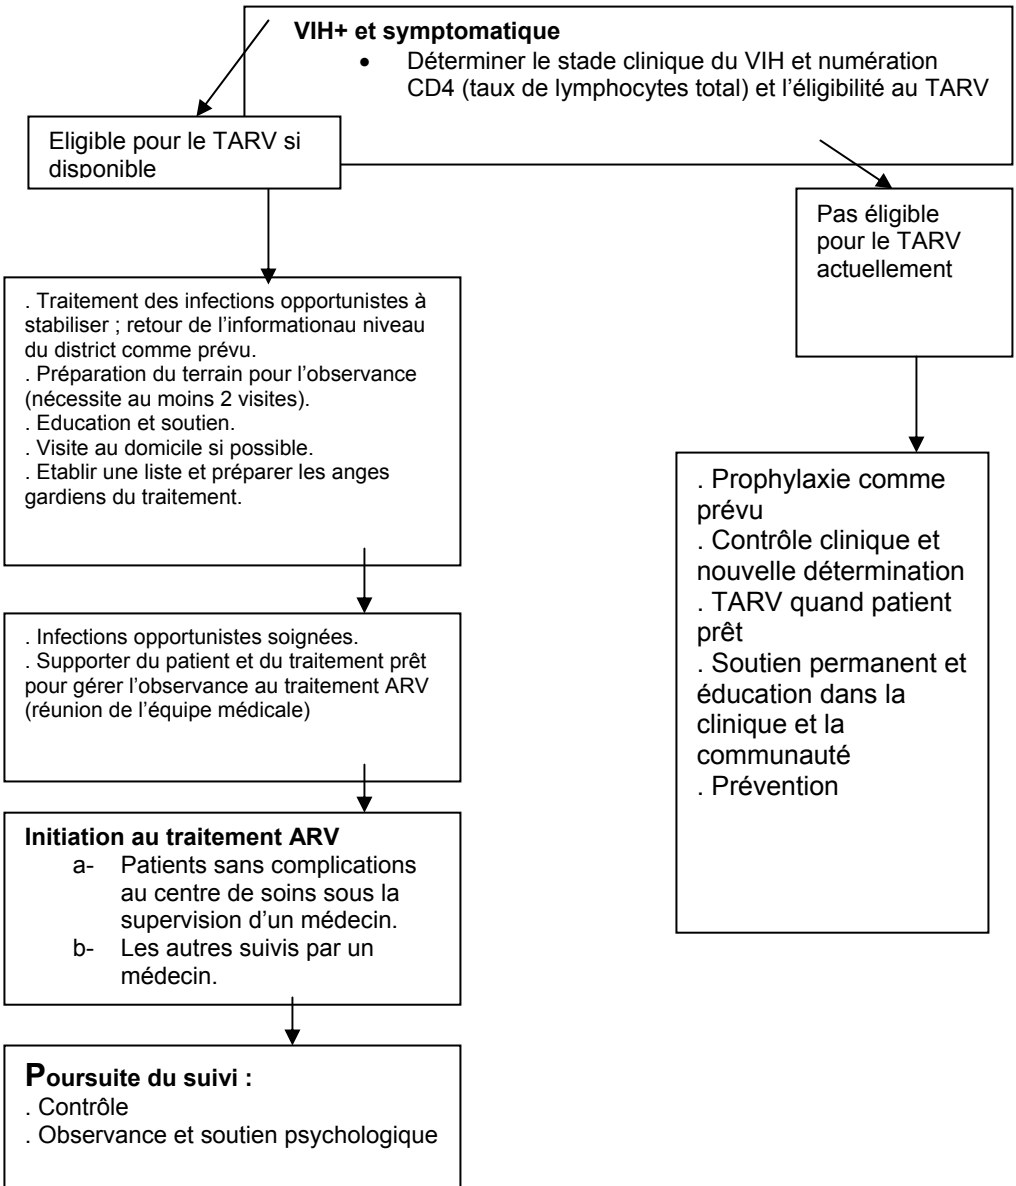 VIH+ et symptomatique
• Déterminer le stade clinique du VIH et numération
CD4 (taux de lymphocytes total) et l’éligibilité au TARV
Eligible pour le TARV si
disponible
Pas éligible
pour le TARV
actuellement
. Traitement des infections opportunistes à
stabiliser ; retour de l’informationau niveau
du district comme prévu.
. Préparation du terrain pour l’observance
(nécessite au moins 2 visites).
. Education et soutien.
. Visite au domicile si possible.
. Etablir une liste et préparer les anges
gardiens du traitement.
. Prophylaxie comme
prévu
. Contrôle clinique et
nouvelle détermination
. TARV quand patient
prêt
. Soutien permanent et
éducation dans la
clinique et la
communauté
. Prévention
. Infections opportunistes soignées.
. Supporter du patient et du traitement prêt
pour gérer l’observance au traitement ARV
(réunion de l’équipe médicale)
Initiation au traitement ARV
a- Patients sans complications
au centre de soins sous la
supervision d’un médecin.
b- Les autres suivis par un
médecin.
Poursuite du suivi :
. Contrôle
. Observance et soutien psychologique